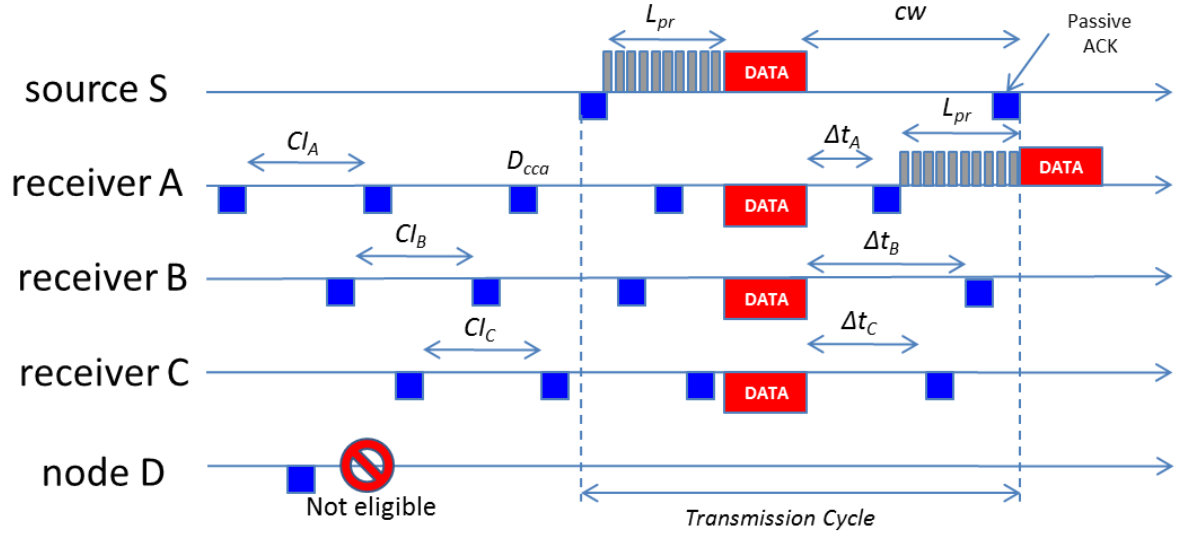 L_pr
cw
Passive
ACK
source S
DATA
CI_A
D_cca
Δt_A
L_pr
receiver A
DATA
DATA
CI_B
Δt_B
receiver B
DATA
CI_C
Δt_C
receiver C
DATA
node D
Not eligible
Transmission Cycle